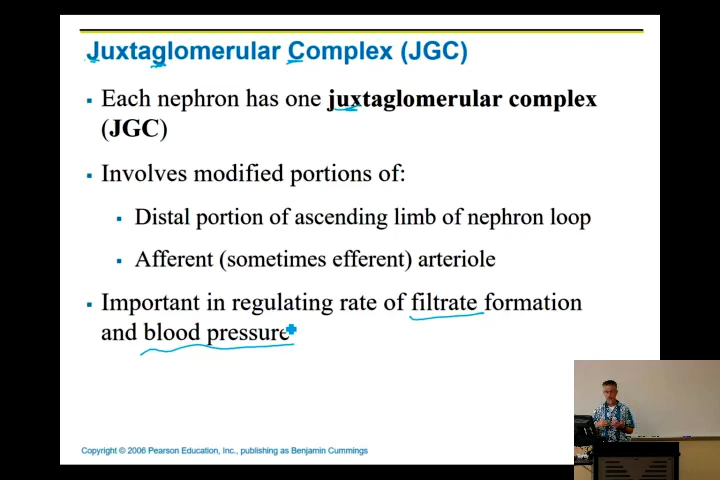 Juxtaglomerular Complex (JGC)
▪ Each nephron has one juxtaglomerular complex
(JGC)
▪ Involves modified portions of:
▪ Distal portion of ascending limb of nephron loop
▪ Afferent (sometimes efferent) arteriole
▪ Important in regulating rate of filtrate formation
and blood pressure
Copyright © 2006 Pearson Education, Inc., publishing as Benjamin Cummings